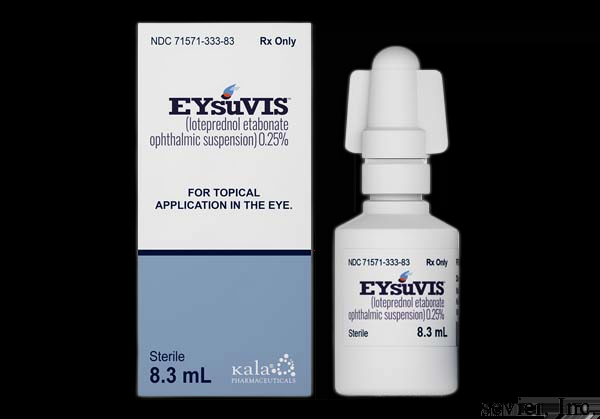 NDC 71571-333-83 Rx Only
EYSUVIS™
(loteprednol etabonate
ophthalmic suspension) 0.25%
FOR TOPICAL
APPLICATION IN THE EYE.
Sterile
8.3 mL
KALA
PHARMACEUTICALS
NDC 71571-333-83 Rx Only
EYSUVIS
(loteprednol etabonate
ophthalmic suspension) 0.25%
Sterile 8.3 mL